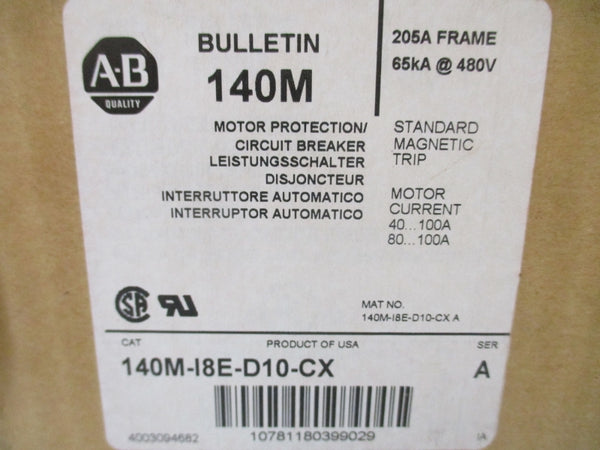 A-B
QUALITY
BULLETIN
140M
205A FRAME
65kA @ 480V
MOTOR PROTECTION/
CIRCUIT BREAKER
LEISTUNGSSCHALTER
DISJONCTEUR
INTERRUTTORE AUTOMATICO
INTERRUPTOR AUTOMATICO
STANDARD
MAGNETIC
TRIP
MOTOR
CURRENT
40...100A
80...100A
MAT NO.
140M-I8E-D10-CX A
CAT
PRODUCT OF USA
SER
140M-I8E-D10-CX
A
4003094682
10781180399029
IA